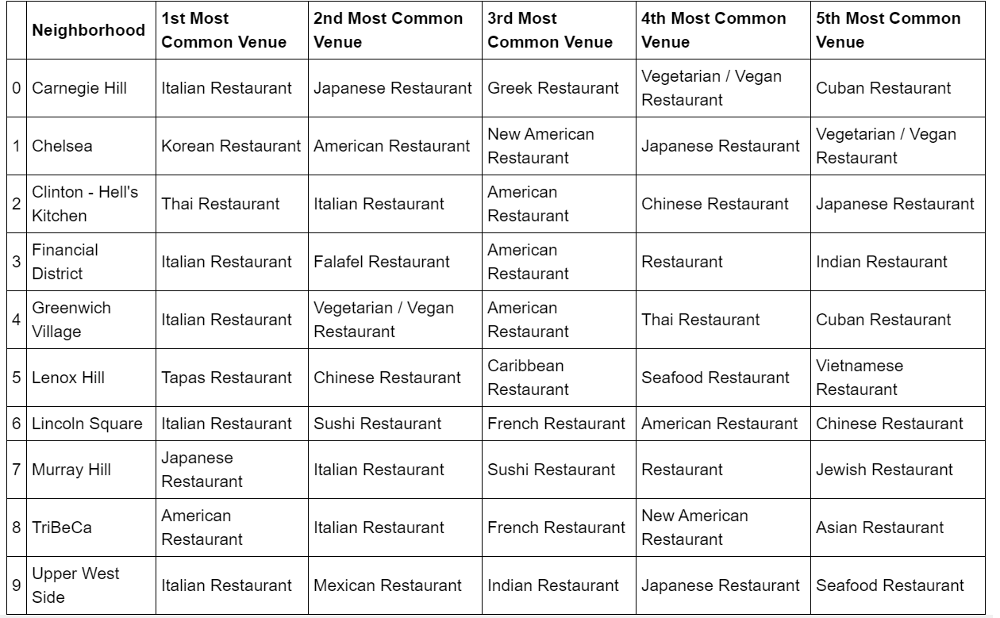 Neighborhood 1st Most Common Venue 2nd Most Common Venue 3rd Most Common Venue 4th Most Common Venue 5th Most Common Venue
0 Carnegie Hill Italian Restaurant Japanese Restaurant Greek Restaurant Vegetarian / Vegan Restaurant Cuban Restaurant
1 Chelsea Korean Restaurant American Restaurant New American Restaurant Japanese Restaurant Vegetarian / Vegan Restaurant
2 Clinton - Hell's Kitchen Thai Restaurant Italian Restaurant American Restaurant Chinese Restaurant Japanese Restaurant
3 Financial District Italian Restaurant Falafel Restaurant American Restaurant Restaurant Indian Restaurant
4 Greenwich Village Italian Restaurant Vegetarian / Vegan Restaurant American Restaurant Thai Restaurant Cuban Restaurant
5 Lenox Hill Tapas Restaurant Chinese Restaurant Caribbean Restaurant Seafood Restaurant Vietnamese Restaurant
6 Lincoln Square Italian Restaurant Sushi Restaurant French Restaurant American Restaurant Chinese Restaurant
7 Murray Hill Japanese Restaurant Italian Restaurant Sushi Restaurant Restaurant Jewish Restaurant
8 TriBeCa American Restaurant Italian Restaurant French Restaurant New American Restaurant Asian Restaurant
9 Upper West Side Italian Restaurant Mexican Restaurant Indian Restaurant Japanese Restaurant Seafood Restaurant